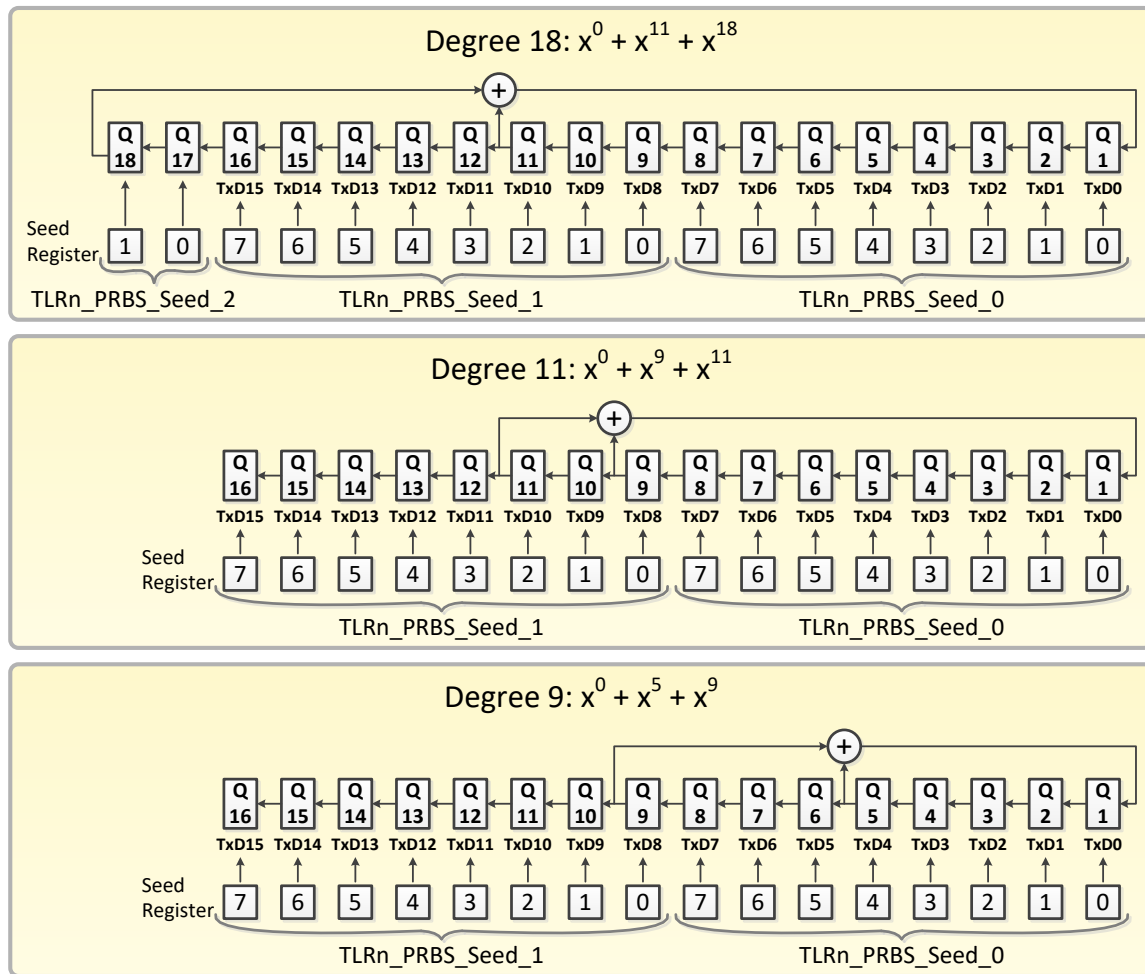 Degree 18: x⁰ + x¹¹ + x¹⁸
+
Q Q Q Q Q Q Q Q Q Q Q Q Q Q Q Q Q Q
18 17 16 15 14 13 12 11 10 9 8 7 6 5 4 3 2 1
TxD15 TxD14 TxD13 TxD12 TxD11 TxD10 TxD9 TxD8 TxD7 TxD6 TxD5 TxD4 TxD3 TxD2 TxD1 TxD0
Seed
Register 1 0 7 6 5 4 3 2 1 0 7 6 5 4 3 2 1 0
TLRn_PRBS_Seed_2 TLRn_PRBS_Seed_1 TLRn_PRBS_Seed_0
Degree 11: x⁰ + x⁹ + x¹¹
+
Q Q Q Q Q Q Q Q Q Q Q Q Q Q Q Q
16 15 14 13 12 11 10 9 8 7 6 5 4 3 2 1
TxD15 TxD14 TxD13 TxD12 TxD11 TxD10 TxD9 TxD8 TxD7 TxD6 TxD5 TxD4 TxD3 TxD2 TxD1 TxD0
Seed
Register 7 6 5 4 3 2 1 0 7 6 5 4 3 2 1 0
TLRn_PRBS_Seed_1 TLRn_PRBS_Seed_0
Degree 9: x⁰ + x⁵ + x⁹
+
Q Q Q Q Q Q Q Q Q Q Q Q Q Q Q Q
16 15 14 13 12 11 10 9 8 7 6 5 4 3 2 1
TxD15 TxD14 TxD13 TxD12 TxD11 TxD10 TxD9 TxD8 TxD7 TxD6 TxD5 TxD4 TxD3 TxD2 TxD1 TxD0
Seed
Register 7 6 5 4 3 2 1 0 7 6 5 4 3 2 1 0
TLRn_PRBS_Seed_1 TLRn_PRBS_Seed_0